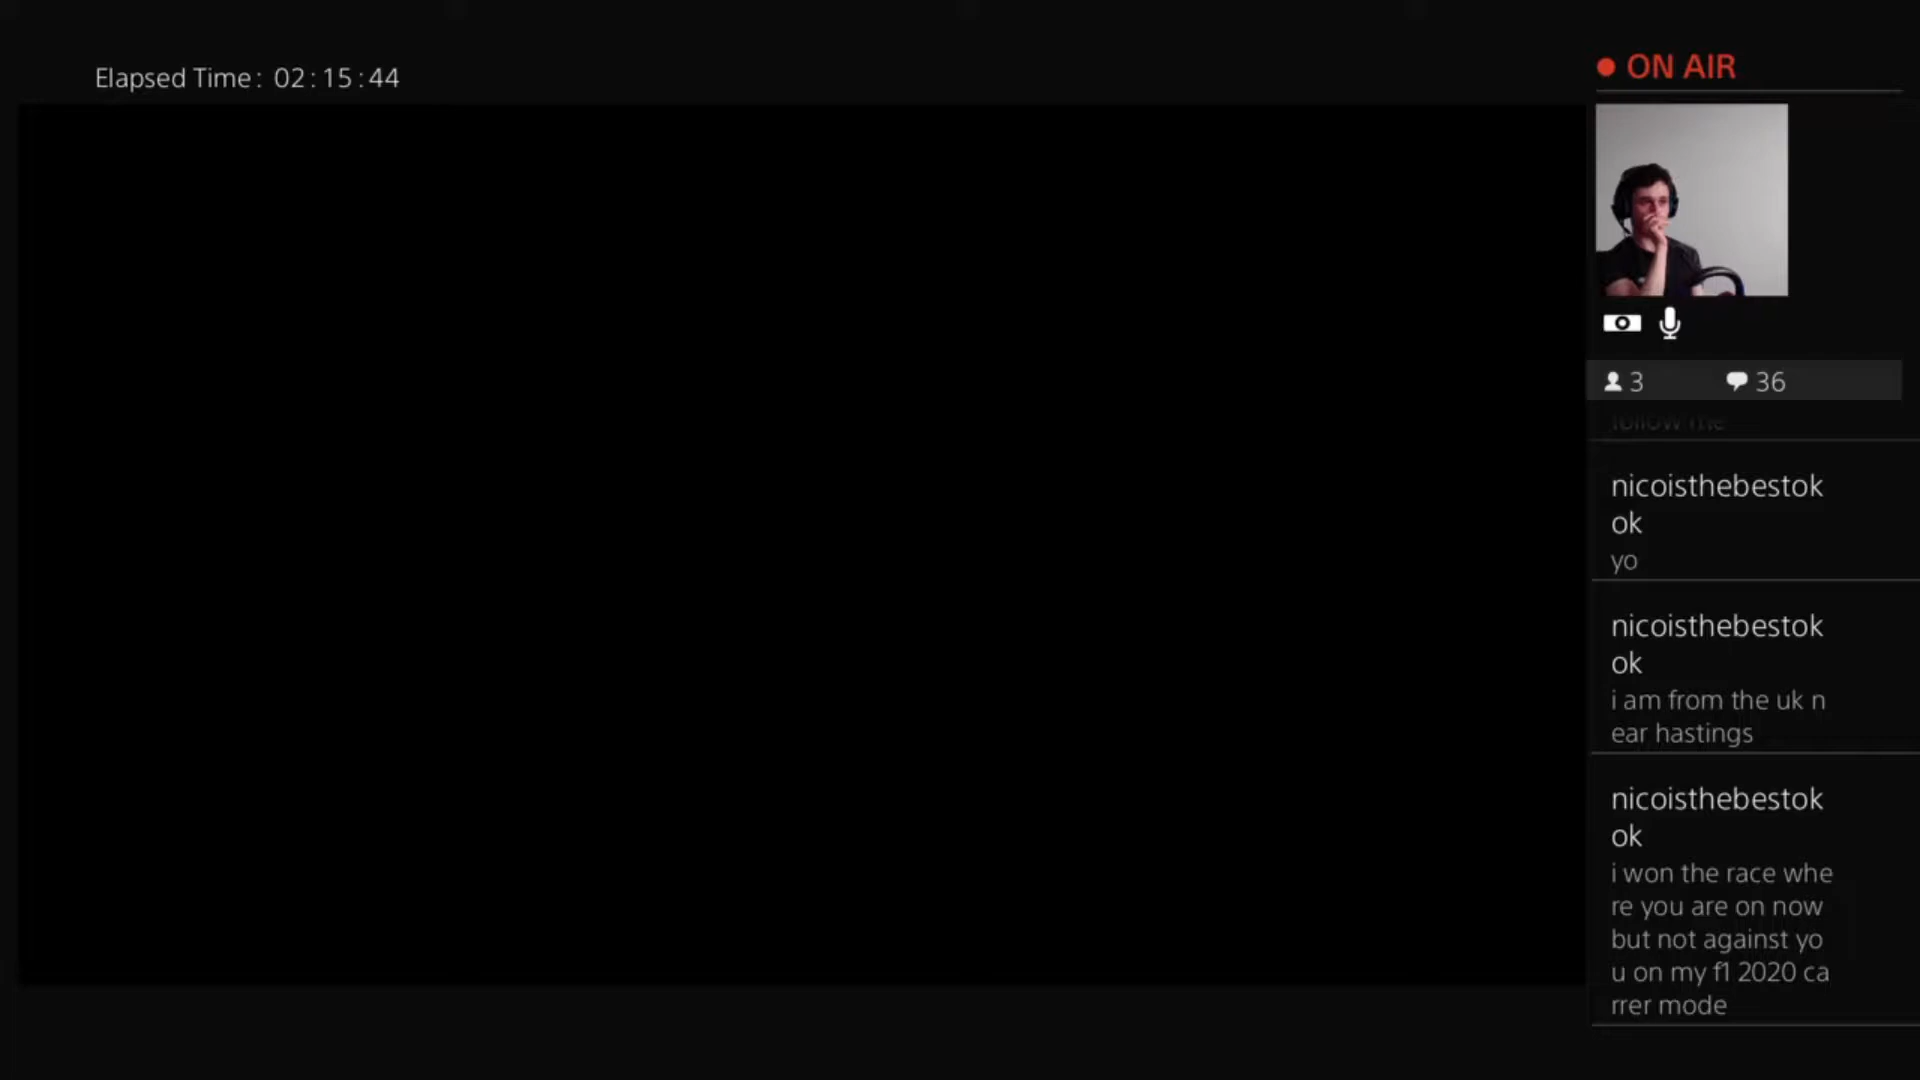 Elapsed Time: 02:15:44
ON AIR
3 36
follow me
nicoisthebestok
ok
yo
nicoisthebestok
ok
i am from the uk n
ear hastings
nicoisthebestok
ok
i won the race whe
re you are on now
but not against yo
u on my f1 2020 ca
rrer mode